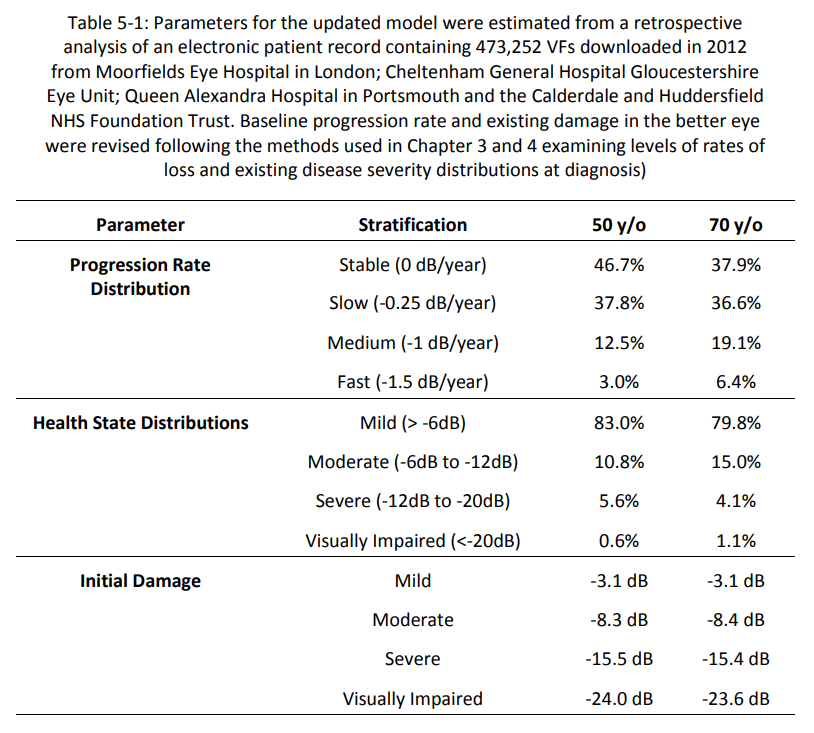 Table 5-1: Parameters for the updated model were estimated from a retrospective
analysis of an electronic patient record containing 473,252 VFs downloaded in 2012
from Moorfields Eye Hospital in London; Cheltenham General Hospital Gloucestershire
Eye Unit; Queen Alexandra Hospital in Portsmouth and the Calderdale and Huddersfield
NHS Foundation Trust. Baseline progression rate and existing damage in the better eye
were revised following the methods used in Chapter 3 and 4 examining levels of rates of
loss and existing disease severity distributions at diagnosis)
Parameter Stratification 50 y/o 70 y/o
Progression Rate Stable (0 dB/year) 46.7% 37.9%
Distribution
Slow (-0.25 dB/year) 37.8% 36.6%
Medium (-1 dB/year) 12.5% 19.1%
Fast (-1.5 dB/year) 3.0% 6.4%
Health State Distributions Mild (> -6dB) 83.0% 79.8%
Moderate (-6dB to -12dB) 10.8% 15.0%
Severe (-12dB to -20dB) 5.6% 4.1%
Visually Impaired (<-20dB) 0.6% 1.1%
Initial Damage Mild -3.1 dB -3.1 dB
Moderate -8.3 dB -8.4 dB
Severe -15.5 dB -15.4 dB
Visually Impaired -24.0 dB -23.6 dB